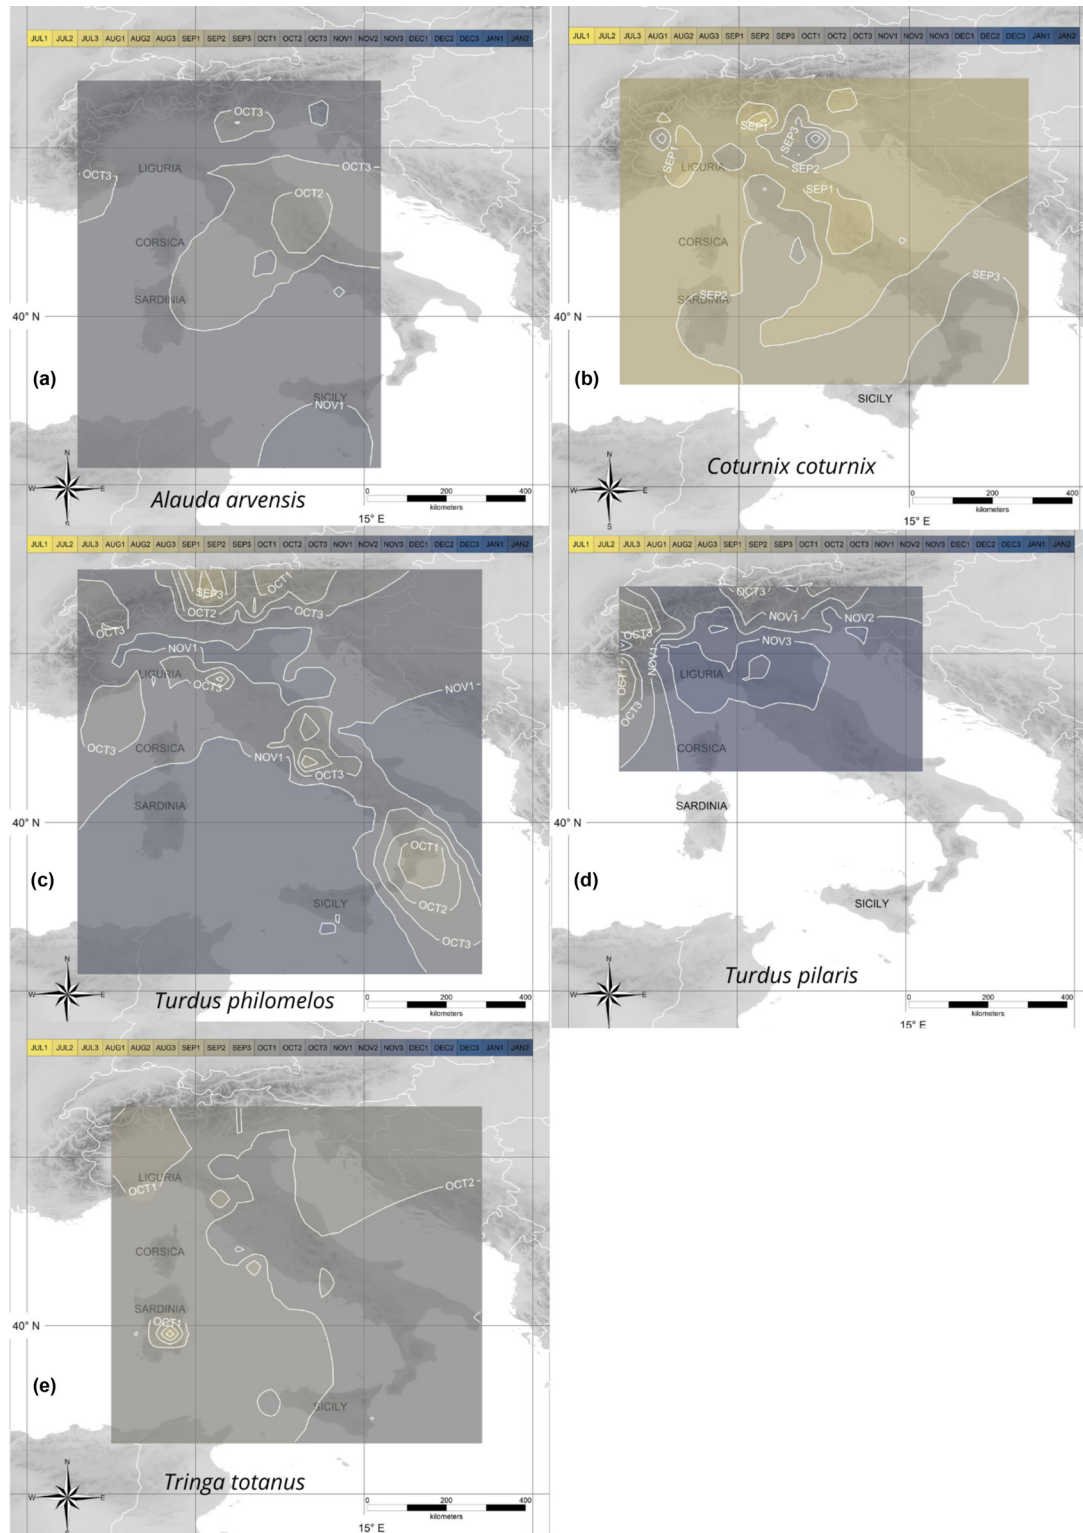 JUL1 JUL2 JUL3 AUG1 AUG2 AUG3 SEP1 SEP2 SEP3 OCT1 OCT2 OCT3 NOV1 NOV2 NOV3 DEC1 DEC2 DEC3 JAN1 JAN2
OCT3
OCT3
OCT3
LIGURIA
OCT2
CORSICA
SARDINIA
40° N
(a)
SICILY
NOV1
N
W E
S
Alauda arvensis
0 200 400
kilometers
15° E
JUL1 JUL2 JUL3 AUG1 AUG2 AUG3 SEP1 SEP2 SEP3 OCT1 OCT2 OCT3 NOV1 NOV2 NOV3 DEC1 DEC2 DEC3 JAN1 JAN2
SEP1
SEP3
SEP1
LIGURIA
SEP2
SEP1
CORSICA
SEP3
SEP2
SARDINIA
40° N
(b)
SICILY
N
W E
S
Coturnix coturnix
0 200 400
kilometers
15° E
JUL1 JUL2 JUL3 AUG1 AUG2 AUG3 SEP1 SEP2 SEP3 OCT1 OCT2 OCT3 NOV1 NOV2 NOV3 DEC1 DEC2 DEC3 JAN1 JAN2
OCT1
SEP3
OCT2
OCT3
OCT3
NOV1
LIGURIA
OCT3
NOV1
OCT3
CORSICA
NOV1
OCT3
SARDINIA
40° N
OCT1
(c)
SICILY
OCT2
OCT3
N
W E
S
Turdus philomelos
0 200 400
kilometers
15° E
JUL1 JUL2 JUL3 AUG1 AUG2 AUG3 SEP1 SEP2 SEP3 OCT1 OCT2 OCT3 NOV1 NOV2 NOV3 DEC1 DEC2 DEC3 JAN1 JAN2
OCT3
NOV1
NOV2
OCT3
NOV3
NOV1
LIGURIA
OCT1
OCT3
CORSICA
SARDINIA
40° N
(d)
SICILY
N
W E
S
Turdus pilaris
0 200 400
kilometers
15° E
JUL1 JUL2 JUL3 AUG1 AUG2 AUG3 SEP1 SEP2 SEP3 OCT1 OCT2 OCT3 NOV1 NOV2 NOV3 DEC1 DEC2 DEC3 JAN1 JAN2
LIGURIA
OCT1
OCT2
CORSICA
SARDINIA
OCT1
40° N
(e)
SICILY
N
W E
S
Tringa totanus
0 200 400
kilometers
15° E